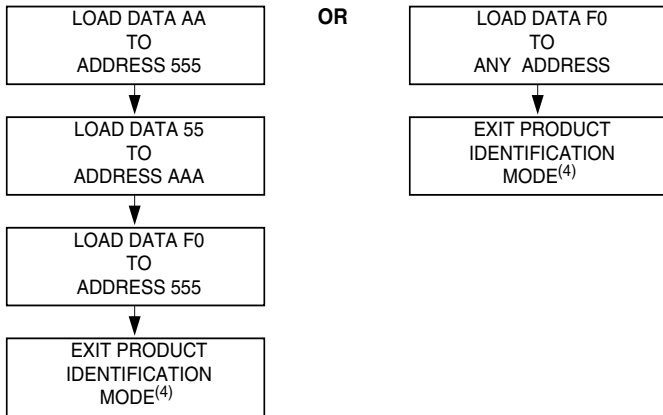 LOAD DATA AA
TO
ADDRESS 555
LOAD DATA 55
TO
ADDRESS AAA
LOAD DATA F0
TO
ADDRESS 555
EXIT PRODUCT
IDENTIFICATION
MODE(4)
OR
LOAD DATA F0
TO
ANY ADDRESS
EXIT PRODUCT
IDENTIFICATION
MODE(4)